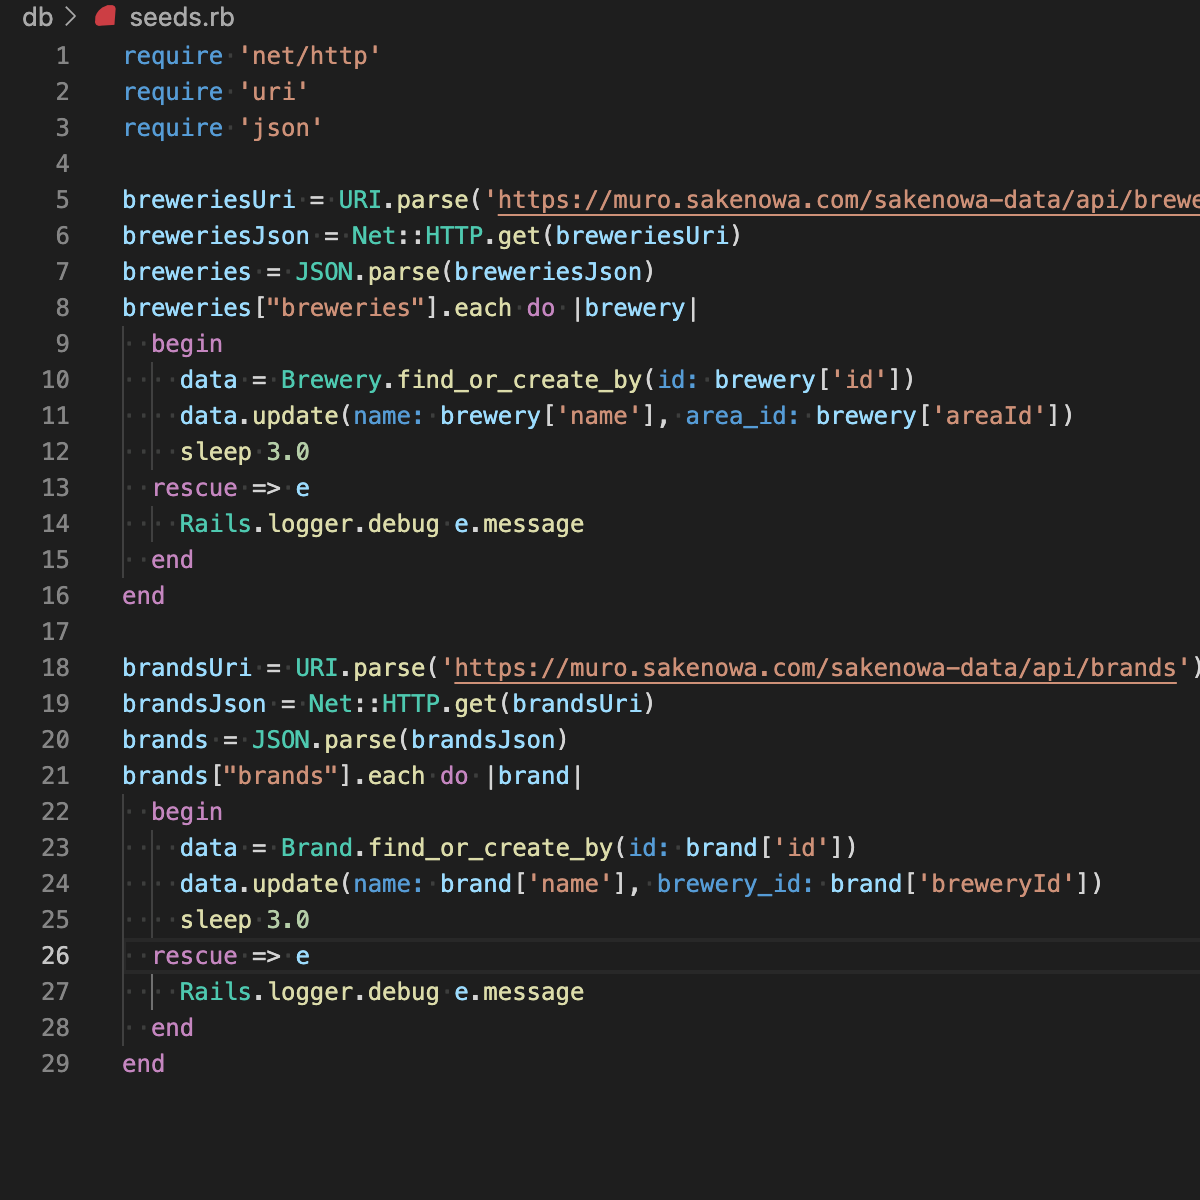 db > seeds.rb
1 require 'net/http'
2 require 'uri'
3 require 'json'
4
5 breweriesUri = URI.parse('https://muro.sakenowa.com/sakenowa-data/api/brewe
6 breweriesJson = Net::HTTP.get(breweriesUri)
7 breweries = JSON.parse(breweriesJson)
8 breweries["breweries"].each do |brewery|
9   begin
10     data = Brewery.find_or_create_by(id: brewery['id'])
11     data.update(name: brewery['name'], area_id: brewery['areaId'])
12     sleep 3.0
13   rescue => e
14     Rails.logger.debug e.message
15   end
16 end
17
18 brandsUri = URI.parse('https://muro.sakenowa.com/sakenowa-data/api/brands')
19 brandsJson = Net::HTTP.get(brandsUri)
20 brands = JSON.parse(brandsJson)
21 brands["brands"].each do |brand|
22   begin
23     data = Brand.find_or_create_by(id: brand['id'])
24     data.update(name: brand['name'], brewery_id: brand['breweryId'])
25     sleep 3.0
26   rescue => e
27     Rails.logger.debug e.message
28   end
29 end